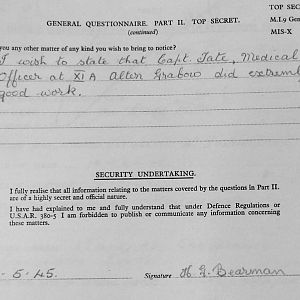 TOP SEC
GENERAL QUESTIONNAIRE. PART II. TOP SECRET.
(continued)
M.I.9 Gen
MIS-X
you any other matter of any kind you wish to bring to notice?
I wish to state that Capt. Tate, Medical
Officer at XI A Alten Grabow did extrem
good work.
SECURITY UNDERTAKING.
I fully realise that all information relating to the matters covered by the questions in Part II.
are of a highly secret and official nature.
I have had explained to me and fully understand that under Defence Regulations or
U.S.A.R. 380-5 I am forbidden to publish or communicate any information concerning
these matters.
. 5. 45. Signature H. G. Bearman